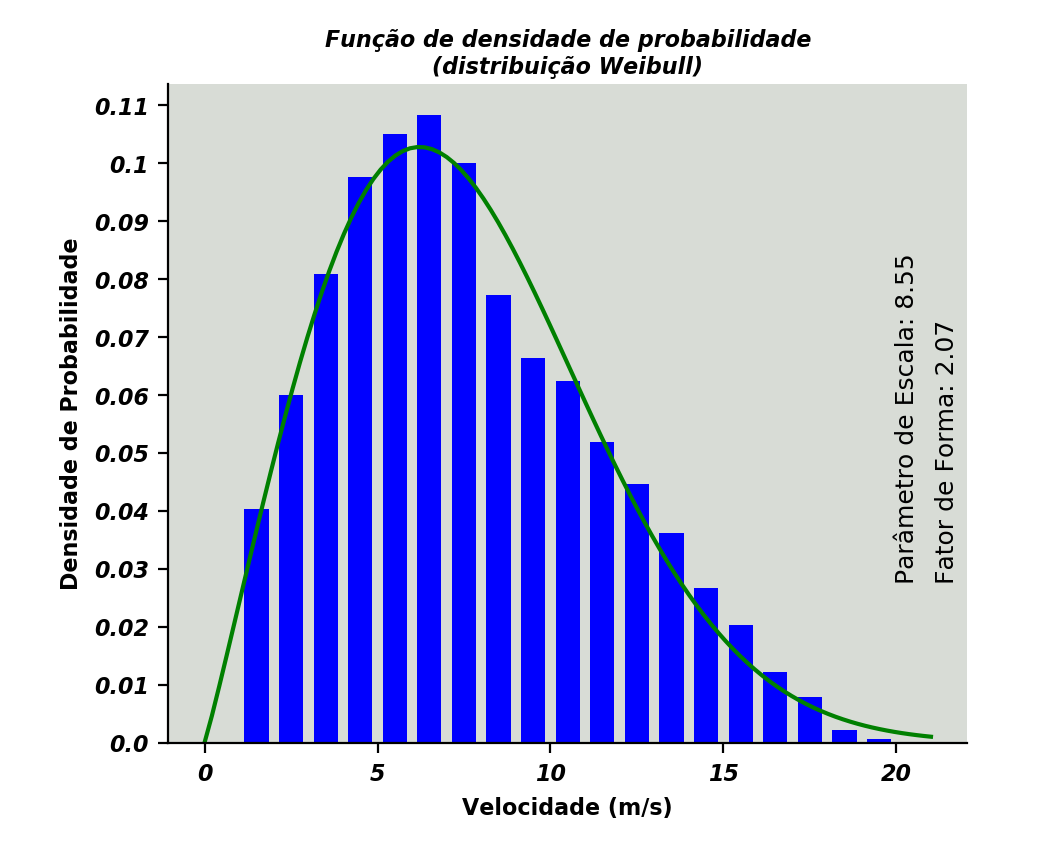 Função de densidade de probabilidade
(distribuição Weibull)
Densidade de Probabilidade
0.11
0.1
0.09
0.08
0.07
0.06
0.05
0.04
0.03
0.02
0.01
0.0
Parâmetro de Escala: 8.55
Fator de Forma: 2.07
0 5 10 15 20
Velocidade (m/s)